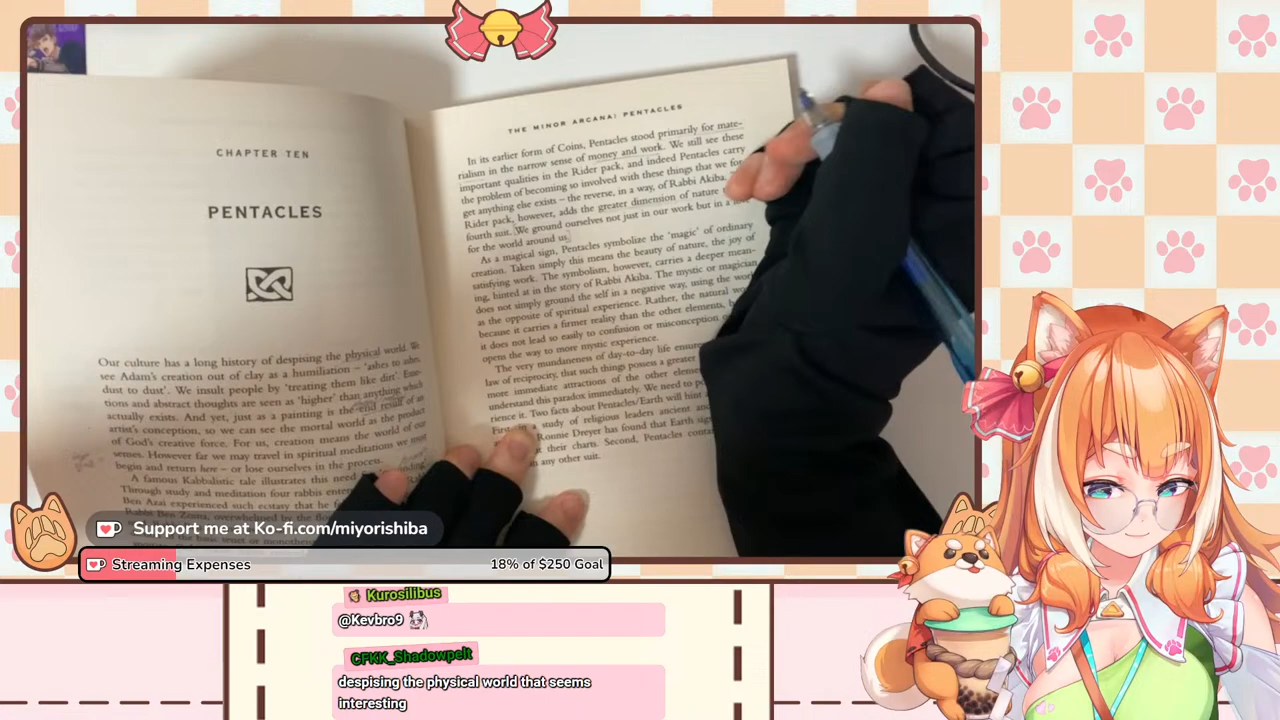 CHAPTER TEN
PENTACLES
Our culture has a long history of despising the physical world. We
see Adam's creation out of clay as a humiliation – 'ashes to ashes,
dust to dust'. We insult people by 'treating them like dirt'. Emo-
tions and abstract thoughts are seen as 'higher' than anything which
actually exists. And yet, just as a painting is the end result of an
artist's conception, so we can see the mortal world as the product
of God's creative force. For us, creation means the world of our
senses. However far we may travel in spiritual meditations we must
begin and return here – or lose ourselves in the process.
A famous Kabbalistic tale illustrates this need
Through study and meditation four rabbis
Ben Azai experienced such ecstasy that he
Rabbi Ben Zoma, overwhelmed by the
THE MINOR ARCANA: PENTACLES
In its earlier form of Coins, Pentacles stood primarily for mate-
rialism in the narrow sense of money and work. We still see these
important qualities in the Rider pack, and indeed Pentacles carry
the problem of becoming so involved with these things that we for-
get anything else exists – the reverse, in a way, of Rabbi Akiba.
Rider pack, however, adds the greater dimension of nature
fourth suit. We ground ourselves not just in our work but in a
for the world around us.
As a magical sign, Pentacles symbolize the 'magic' of ordinary
creation. Taken simply this means the beauty of nature, the joy of
satisfying work. The symbolism, however, carries a deeper mean-
ing, hinted at in the story of Rabbi Akiba. The mystic or magician
does not simply ground the self in a negative way, using the world
as the opposite of spiritual experience. Rather, the natural
because it carries a firmer reality than the other elements,
it does not lead so easily to confusion or misconception
opens the way to more mystic experience.
The very mundaneness of day-to-day life
law of reciprocity, that such things possess a greater
more immediate attractions of the other
understand this paradox immediately. We need to
rience it. Two facts about Pentacles/Earth will hint
First, in a study of religious leaders ancient
Ronnie Dreyer has found that Earth
their charts. Second, Pentacles
any other suit.
Support me at Ko-fi.com/miyorishiba
Streaming Expenses 18% of $250 Goal
Kurosilibus
@Kevbro9
CFKK_Shadowpelt
despising the physical world that seems
interesting